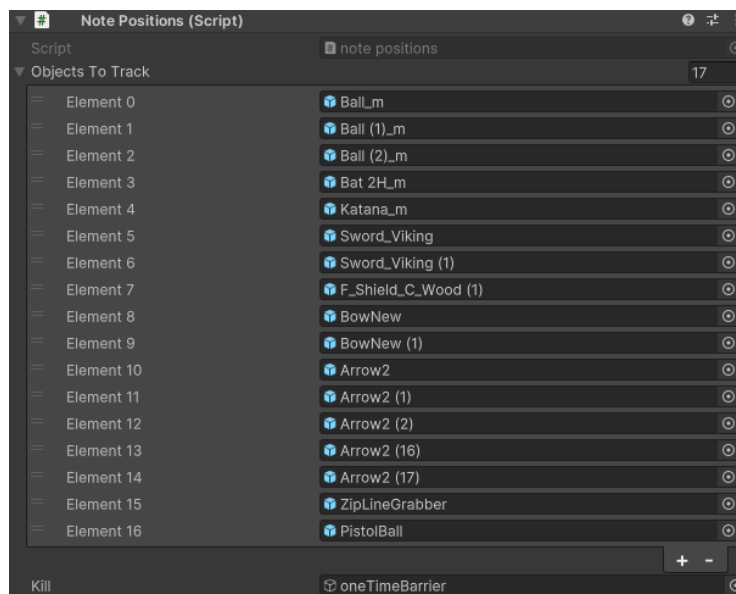 # Note Positions (Script)
Script # note positions
Objects To Track 17
Element 0 Ball_m
Element 1 Ball (1)_m
Element 2 Ball (2)_m
Element 3 Bat 2H_m
Element 4 Katana_m
Element 5 Sword_Viking
Element 6 Sword_Viking (1)
Element 7 F_Shield_C_Wood (1)
Element 8 BowNew
Element 9 BowNew (1)
Element 10 Arrow2
Element 11 Arrow2 (1)
Element 12 Arrow2 (2)
Element 13 Arrow2 (16)
Element 14 Arrow2 (17)
Element 15 ZipLineGrabber
Element 16 PistolBall
+ -
Kill oneTimeBarrier